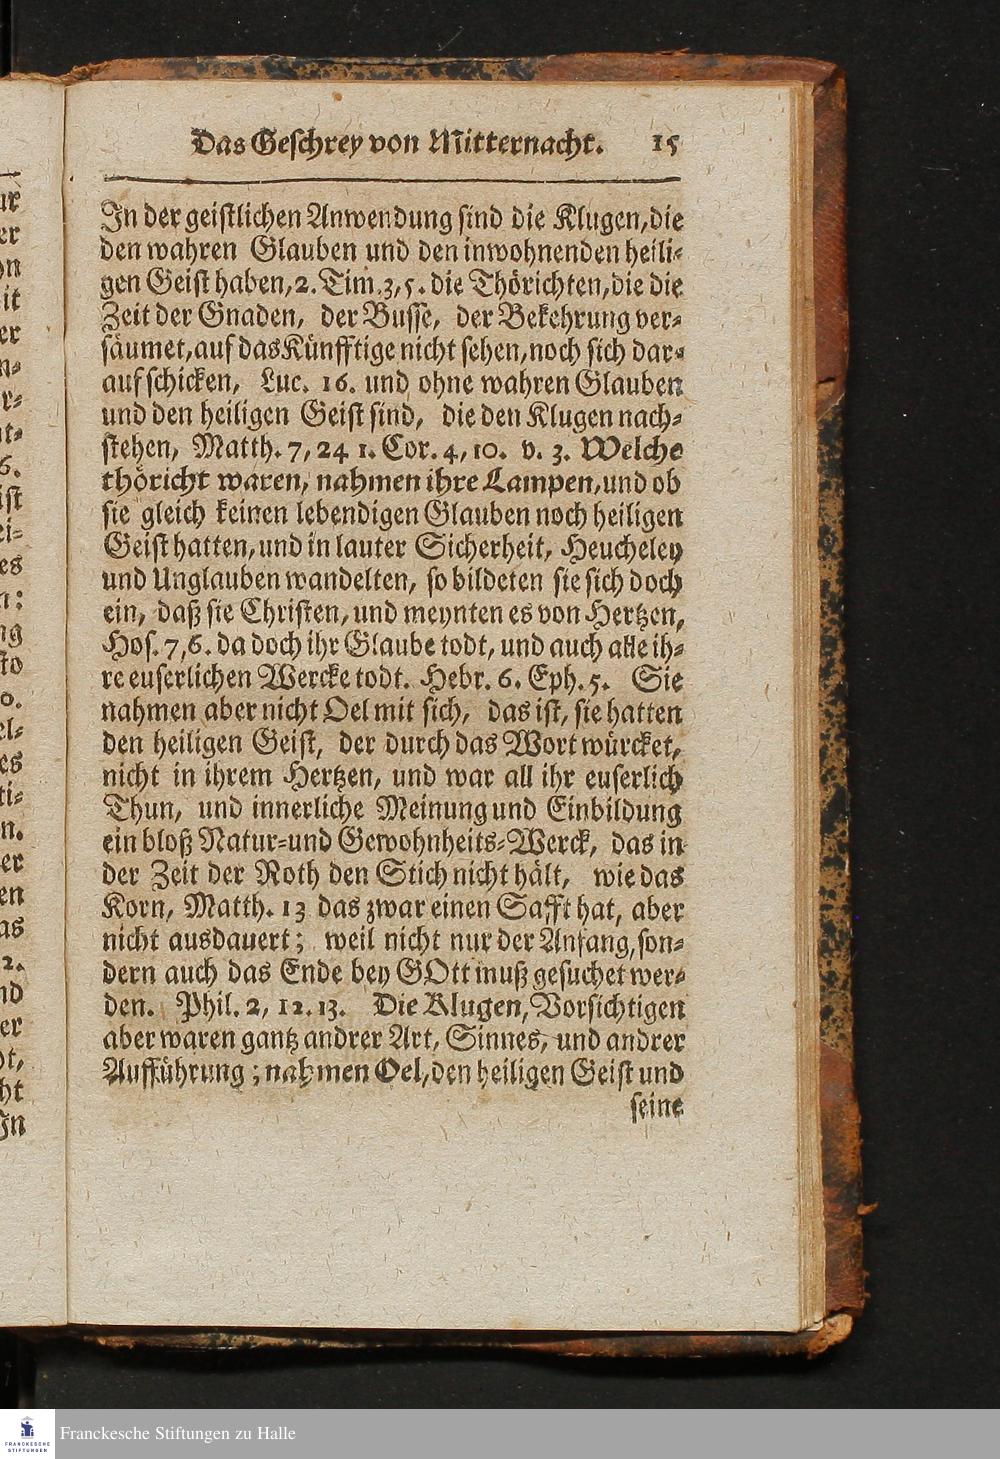 Das Geschrey von Mitternacht. 15
In der geistlichen Anwendung sind die Klugen, die
den wahren Glauben und den inwohnenden heili-
gen Geist haben, 2. Tim. 3, 5. die Thörichten, die die
Zeit der Gnaden, der Busse, der Bekehrung ver-
säumet, auf das Künfftige nicht sehen, noch sich dar-
auf schicken, Luc. 16. und ohne wahren Glauben
und den heiligen Geist sind, die den Klugen nach-
stehen, Matth. 7, 24 1. Cor. 4, 10. v. 3. Welche
thöricht waren, nahmen ihre Lampen, und ob
sie gleich keinen lebendigen Glauben noch heiligen
Geist hatten, und in lauter Sicherheit, Heucheley
und Unglauben wandelten, so bildeten sie sich doch
ein, daß sie Christen, und meynten es von Hertzen,
Hos. 7, 6. da doch ihr Glaube todt, und auch alle ih-
re euserlichen Wercke todt. Hebr. 6. Eph. 5. Sie
nahmen aber nicht Oel mit sich, das ist, sie hatten
den heiligen Geist, der durch das Wort würcket,
nicht in ihrem Hertzen, und war all ihr euserlich
Thun, und innerliche Meinung und Einbildung
ein bloß Natur-und Gewohnheits-Werck, das in
der Zeit der Noth den Stich nicht hält, wie das
Korn, Matth. 13 das zwar einen Safft hat, aber
nicht ausdauert; weil nicht nur der Anfang, son-
dern auch das Ende bey GOtt muß gesuchet wer-
den. Phil. 2, 12. 13. Die Klugen, Vorsichtigen
aber waren gantz andrer Art, Sinnes, und andrer
Aufführung; nahmen Oel, den heiligen Geist und
seine
FRANCKESCHE
STIFTUNGEN
Franckesche Stiftungen zu Halle